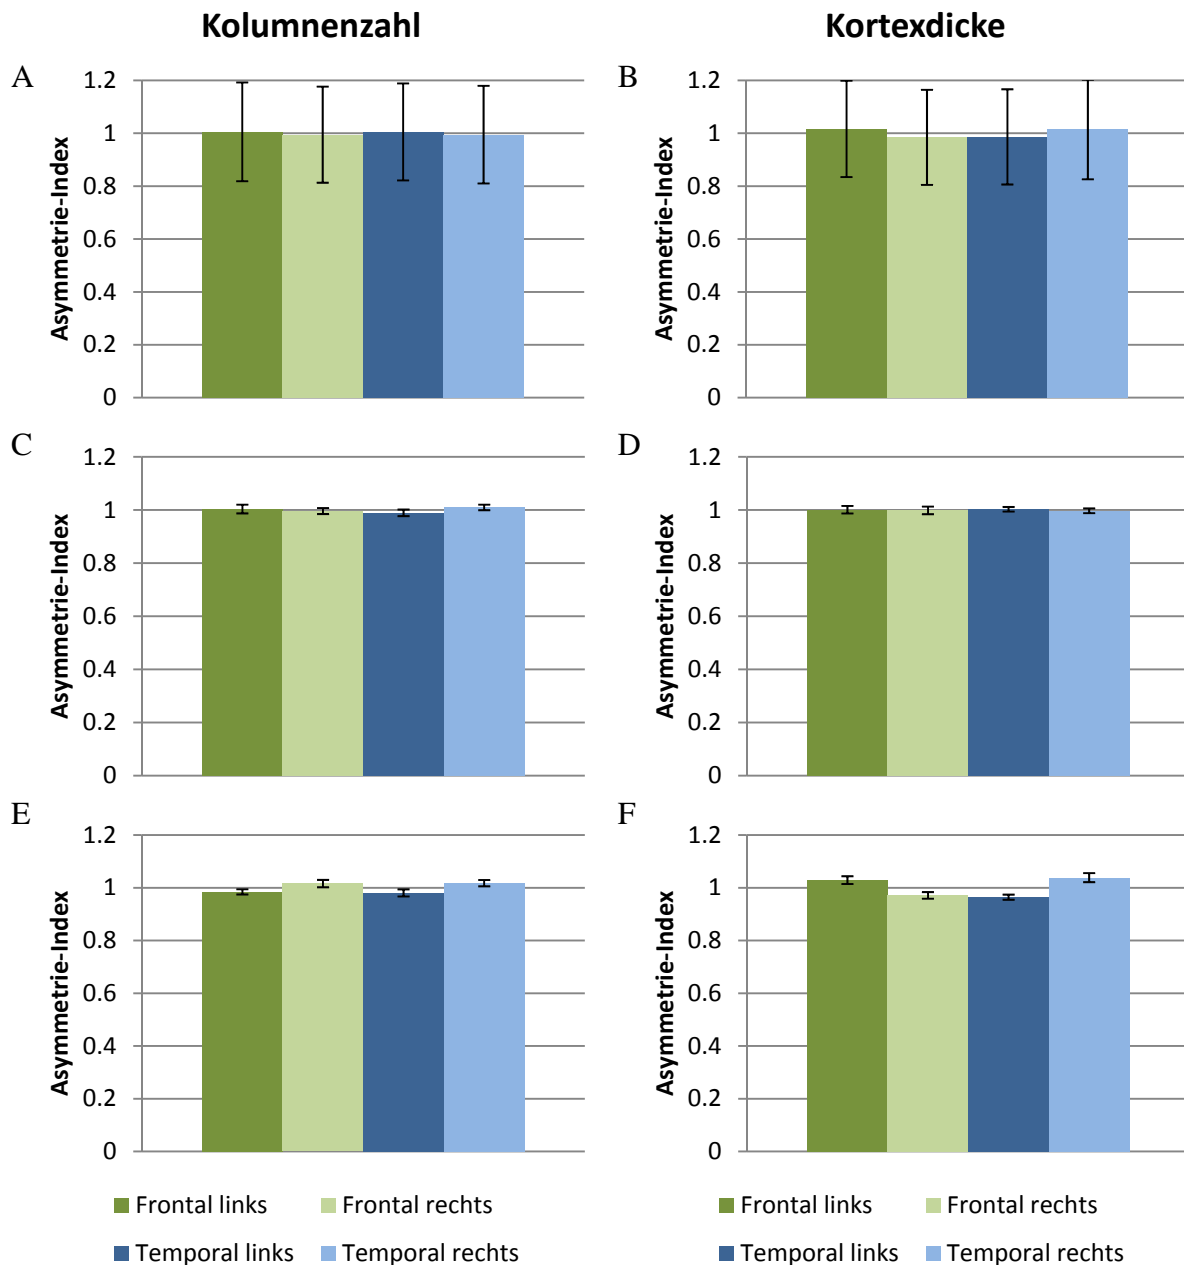 Kolumnenzahl
Kortexdicke
A
Asymmetrie-Index
1.2
1
0.8
0.6
0.4
0.2
0
B
Asymmetrie-Index
1.2
1
0.8
0.6
0.4
0.2
0
C
Asymmetrie-Index
1.2
1
0.8
0.6
0.4
0.2
0
D
Asymmetrie-Index
1.2
1
0.8
0.6
0.4
0.2
0
E
Asymmetrie-Index
1.2
1
0.8
0.6
0.4
0.2
0
F
Asymmetrie-Index
1.2
1
0.8
0.6
0.4
0.2
0
Frontal links
Frontal rechts
Temporal links
Temporal rechts
Frontal links
Frontal rechts
Temporal links
Temporal rechts